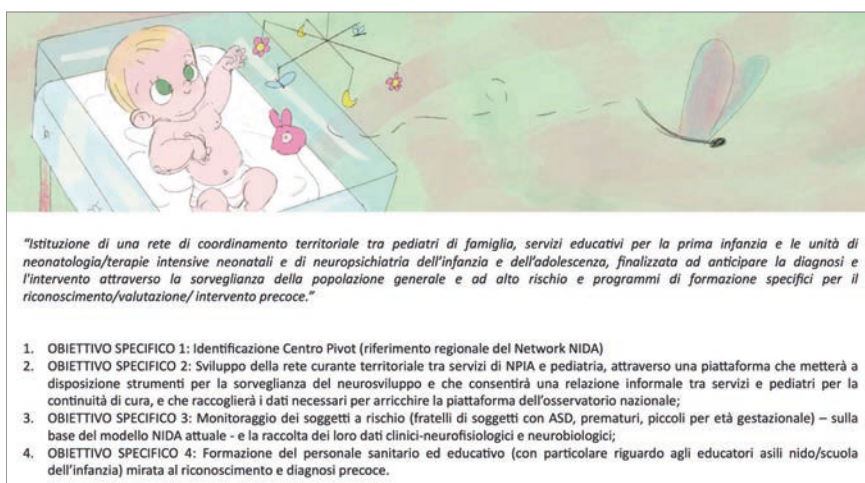 "Istituzione di una rete di coordinamento territoriale tra pediatri di famiglia, servizi educativi per la prima infanzia e le unità di
neonatologia/terapie intensive neonatali e di neuropsichiatria dell'infanzia e dell'adolescenza, finalizzata ad anticipare la diagnosi e
l'intervento attraverso la sorveglianza della popolazione generale e ad alto rischio e programmi di formazione specifici per il
riconoscimento/valutazione/ intervento precoce."
1. OBIETTIVO SPECIFICO 1: Identificazione Centro Pivot (riferimento regionale del Network NIDA)
2. OBIETTIVO SPECIFICO 2: Sviluppo della rete curante territoriale tra servizi di NPIA e pediatria, attraverso una piattaforma che metterà a
disposizione strumenti per la sorveglianza del neurosviluppo e che consentirà una relazione informale tra servizi e pediatri per la
continuità di cura, e che raccoglierà i dati necessari per arricchire la piattaforma dell'osservatorio nazionale;
3. OBIETTIVO SPECIFICO 3: Monitoraggio dei soggetti a rischio (fratelli di soggetti con ASD, prematuri, piccoli per età gestazionale) – sulla
base del modello NIDA attuale - e la raccolta dei loro dati clinici-neurofisiologici e neurobiologici;
4. OBIETTIVO SPECIFICO 4: Formazione del personale sanitario ed educativo (con particolare riguardo agli educatori asili nido/scuola
dell'infanzia) mirata al riconoscimento e diagnosi precoce.